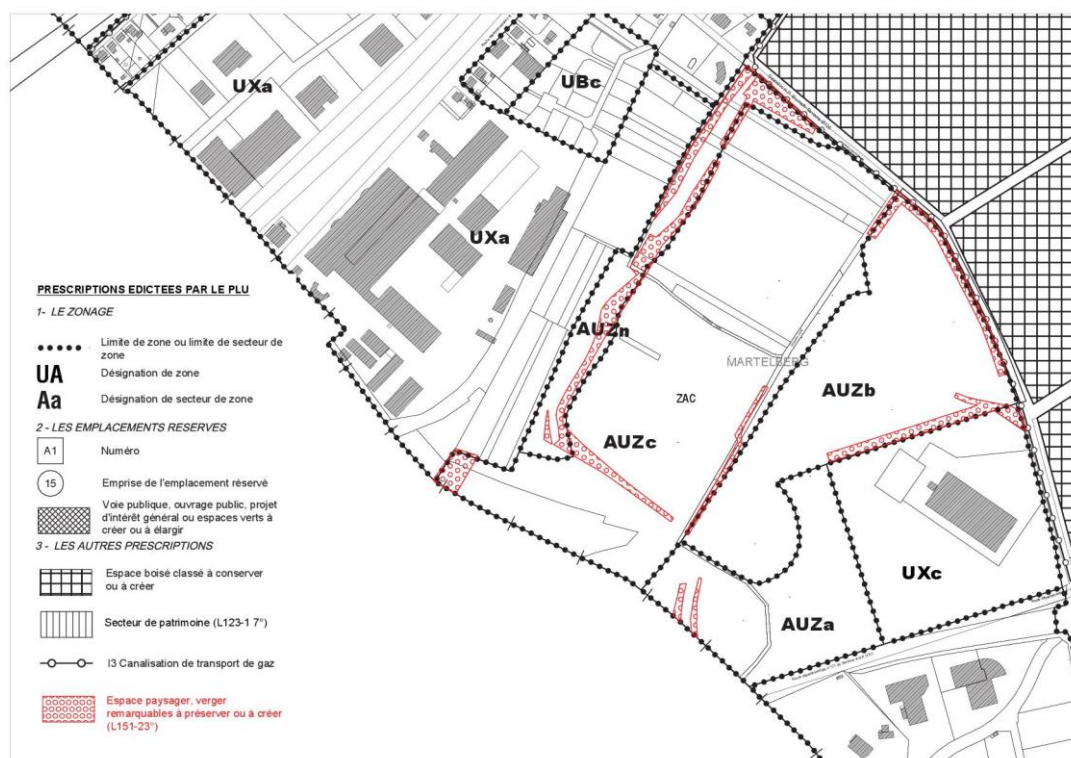 UXa
UBc
UXa
AUZn
MARTELBERG
ZAC
AUZb
AUZc
UXc
AUZa
PRESCRIPTIONS EDICTEES PAR LE PLU
1- LE ZONAGE
Limite de zone ou limite de secteur de
zone
UA
Désignation de zone
Aa
Désignation de secteur de zone
2 - LES EMPLACEMENTS RESERVES
A1
Numéro
15
Emprise de l'emplacement réservé
Voie publique, ouvrage public, projet
d'intérêt général ou espaces verts à
créer ou à élargir
3 - LES AUTRES PRESCRIPTIONS
Espace boisé classé à conserver
ou à créer
Secteur de patrimoine (L123-1 7°)
I3 Canalisation de transport de gaz
Espace paysager, verger
remarquables à préserver ou à créer
(L151-23°)